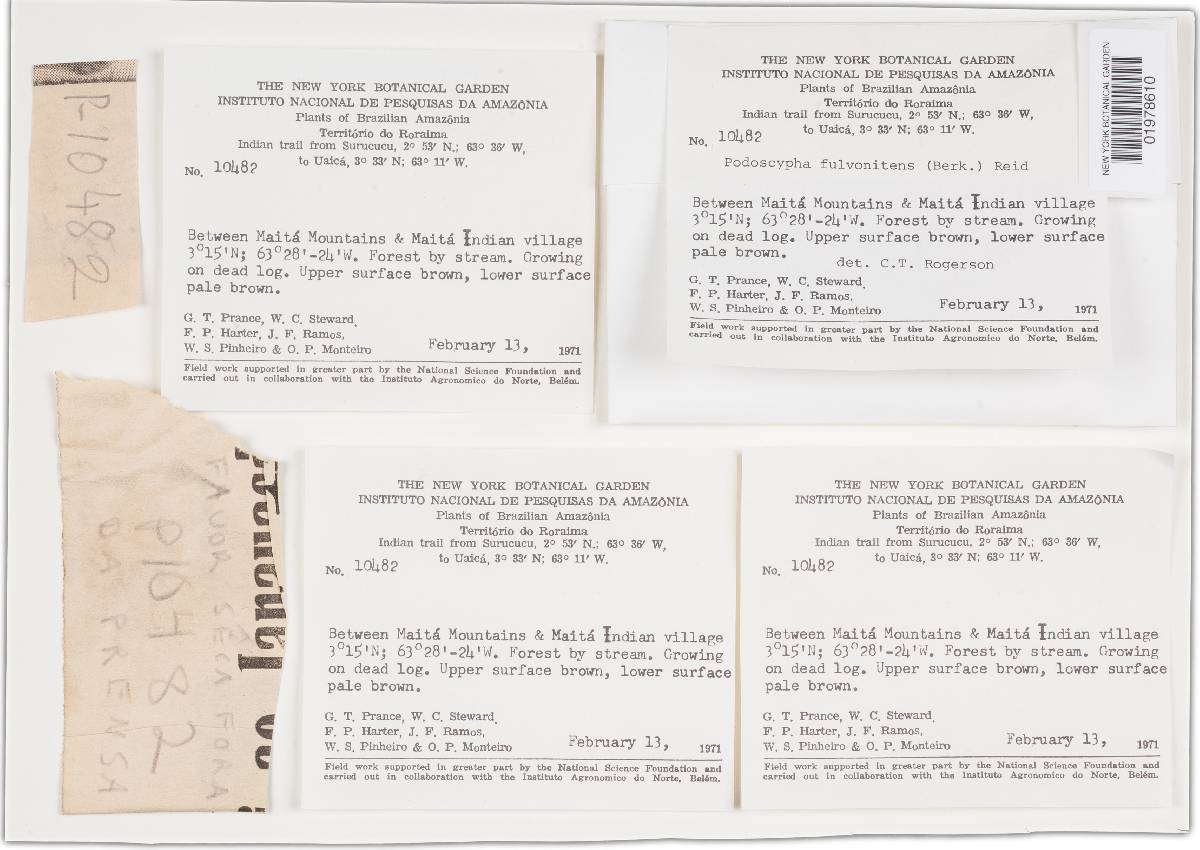 P-10482
THE NEW YORK BOTANICAL GARDEN
INSTITUTO NACIONAL DE PESQUISAS DA AMAZÔNIA
Plants of Brazilian Amazônia
Território do Roraima
Indian trail from Surucucu, 2° 53′ N.; 63° 36′ W,
to Uaicá, 3° 33′ N; 63° 11′ W.
No. 10482
Between Maitá Mountains & Maitá Indian village
3°15'N; 63°28'-24'W. Forest by stream. Growing
on dead log. Upper surface brown, lower surface
pale brown.
G. T. Prance, W. C. Steward,
F. P. Harter, J. F. Ramos,
W. S. Pinheiro & O. P. Monteiro February 13, 1971
Field work supported in greater part by the National Science Foundation and
carried out in collaboration with the Instituto Agronomico do Norte, Belém.
THE NEW YORK BOTANICAL GARDEN
INSTITUTO NACIONAL DE PESQUISAS DA AMAZÔNIA
Plants of Brazilian Amazônia
Território do Roraima
Indian trail from Surucucu, 2° 53′ N.; 63° 36′ W,
to Uaicá, 3° 33′ N; 63° 11′ W.
No. 10482
Podoscypha fulvonitens (Berk.) Reid
Between Maitá Mountains & Maitá Indian village
3°15'N; 63°28'-24'W. Forest by stream. Growing
on dead log. Upper surface brown, lower surface
pale brown.
det. C.T. Rogerson
G. T. Prance, W. C. Steward,
F. P. Harter, J. F. Ramos,
W. S. Pinheiro & O. P. Monteiro February 13, 1971
Field work supported in greater part by the National Science Foundation and
carried out in collaboration with the Instituto Agronomico do Norte, Belém.
NEW YORK BOTANICAL GARDEN
01978610
FAVOR SÉCA FORA
DA PRENSA
P10482
THE NEW YORK BOTANICAL GARDEN
INSTITUTO NACIONAL DE PESQUISAS DA AMAZÔNIA
Plants of Brazilian Amazônia
Território do Roraima
Indian trail from Surucucu, 2° 53′ N.; 63° 36′ W,
to Uaicá, 3° 33′ N; 63° 11′ W.
No. 10482
Between Maitá Mountains & Maitá Indian village
3°15'N; 63°28'-24'W. Forest by stream. Growing
on dead log. Upper surface brown, lower surface
pale brown.
G. T. Prance, W. C. Steward,
F. P. Harter, J. F. Ramos,
W. S. Pinheiro & O. P. Monteiro February 13, 1971
Field work supported in greater part by the National Science Foundation and
carried out in collaboration with the Instituto Agronomico do Norte, Belém.
THE NEW YORK BOTANICAL GARDEN
INSTITUTO NACIONAL DE PESQUISAS DA AMAZÔNIA
Plants of Brazilian Amazônia
Território do Roraima
Indian trail from Surucucu, 2° 53′ N.; 63° 36′ W,
to Uaicá, 3° 33′ N; 63° 11′ W.
No. 10482
Between Maitá Mountains & Maitá Indian village
3°15'N; 63°28'-24'W. Forest by stream. Growing
on dead log. Upper surface brown, lower surface
pale brown.
G. T. Prance, W. C. Steward,
F. P. Harter, J. F. Ramos,
W. S. Pinheiro & O. P. Monteiro February 13, 1971
Field work supported in greater part by the National Science Foundation and
carried out in collaboration with the Instituto Agronomico do Norte, Belém.